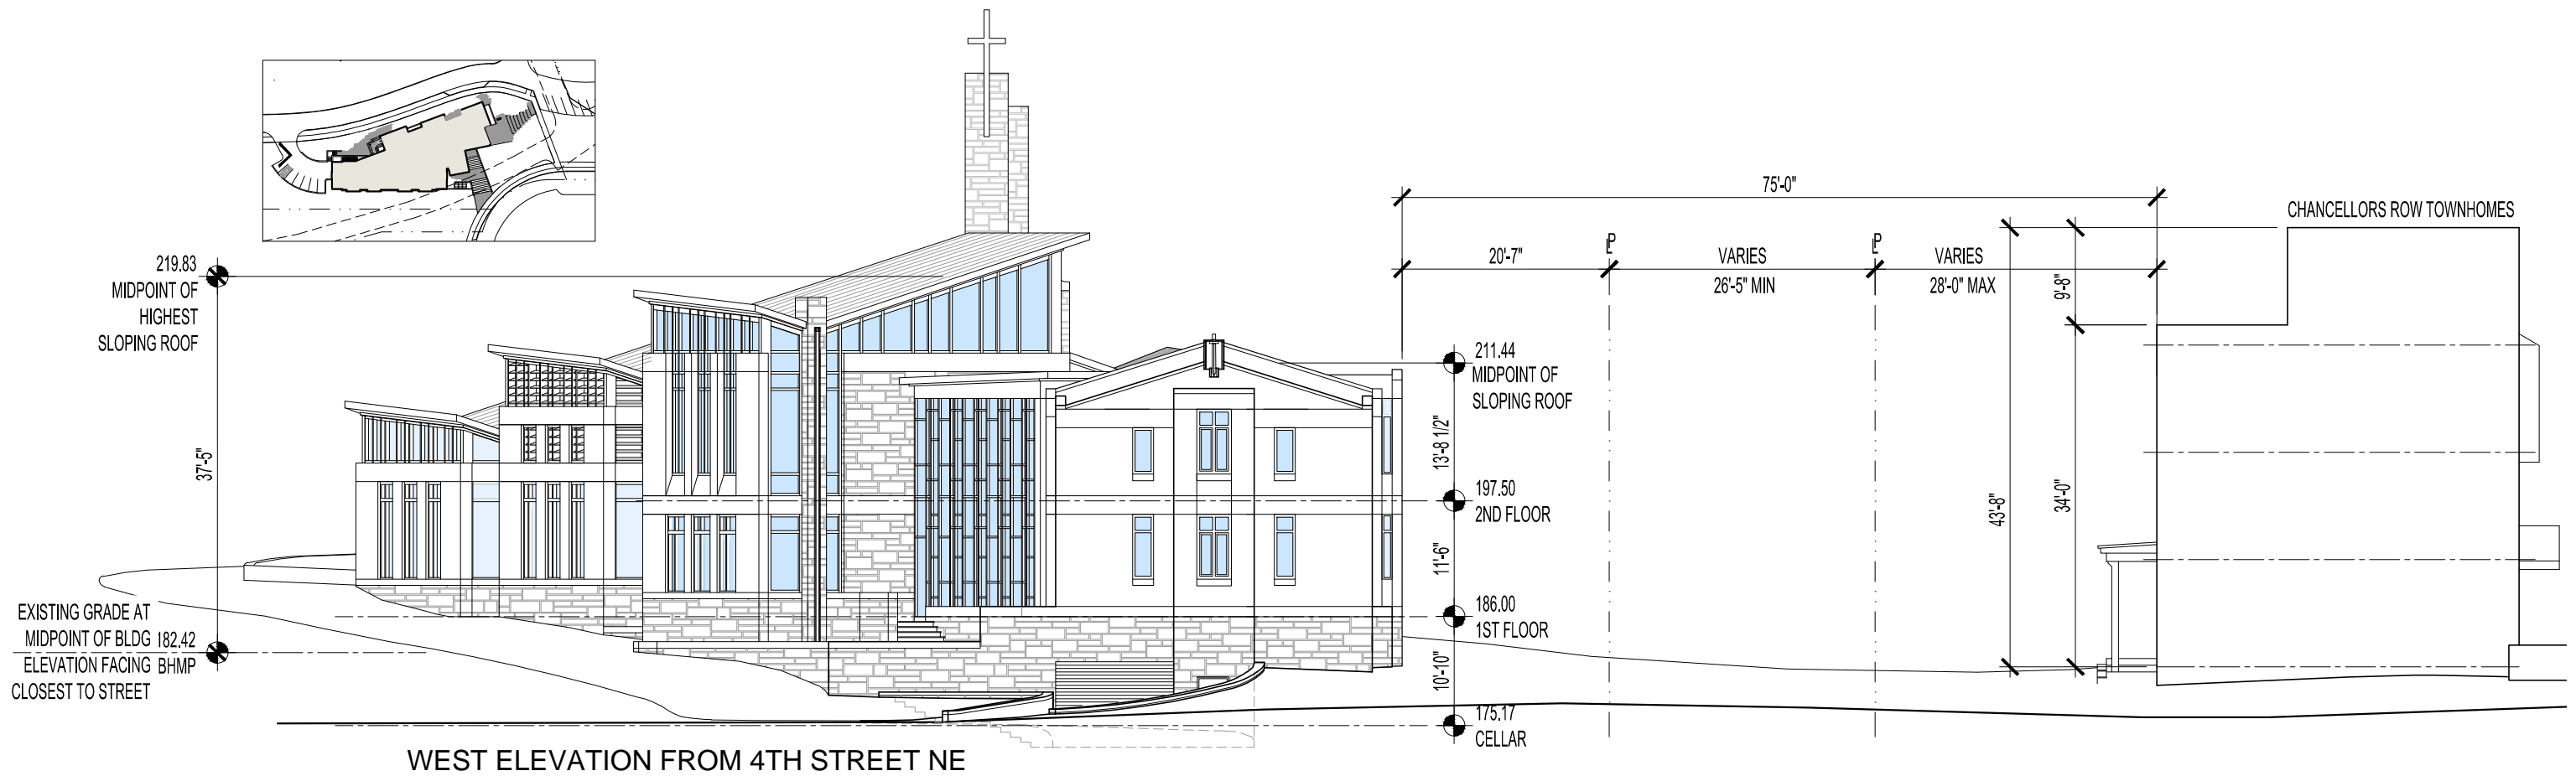 75'-0"
CHANCELLORS ROW TOWNHOMES
20'-7"
PL
VARIES
26'-5" MIN
PL
VARIES
28'-0" MAX
9'-8"
43'-8"
34'-0"
219.83
MIDPOINT OF
HIGHEST
SLOPING ROOF
37'-5"
EXISTING GRADE AT
MIDPOINT OF BLDG 182.42
ELEVATION FACING BHMP
CLOSEST TO STREET
211.44
MIDPOINT OF
SLOPING ROOF
13'-8 1/2"
197.50
2ND FLOOR
11'-6"
186.00
1ST FLOOR
10'-10"
175.17
CELLAR
WEST ELEVATION FROM 4TH STREET NE